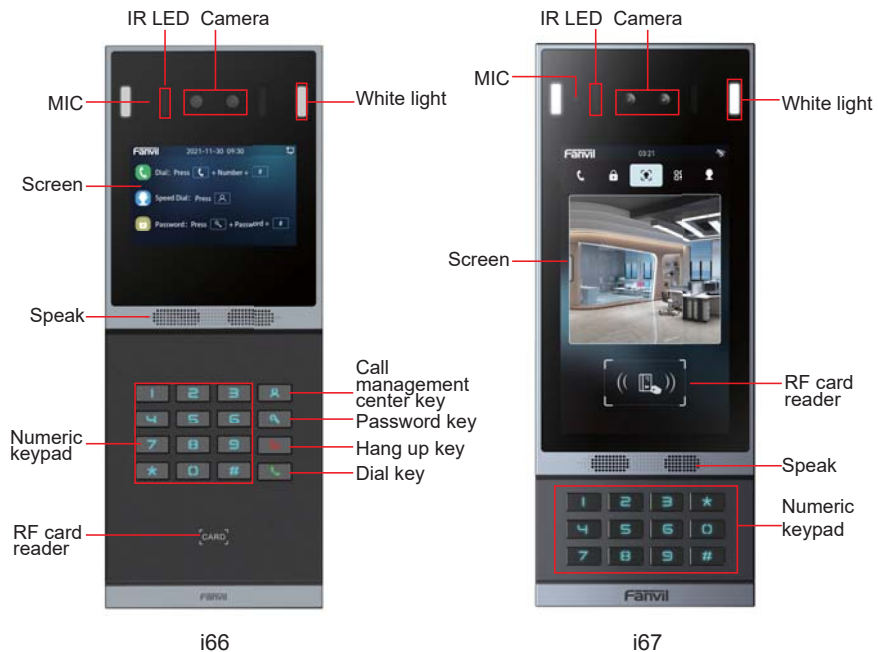 IR LED Camera
MIC
White light
Fanvil 2021-11-30 09:30
Dial: Press + Number + #
Screen
Speed Dial: Press
Password: Press + Password + #
Speak
1 2 3
4 5 6
7 8 9
* 0 #
Call
management
center key
Password key
Hang up key
Dial key
Numeric
keypad
RF card
reader
CARD
Fanvil
i66
IR LED Camera
MIC
White light
Fanvil 03:21
Screen
RF card
reader
Speak
1 2 3 *
4 5 6 0
7 8 9 #
Numeric
keypad
Fanvil
i67